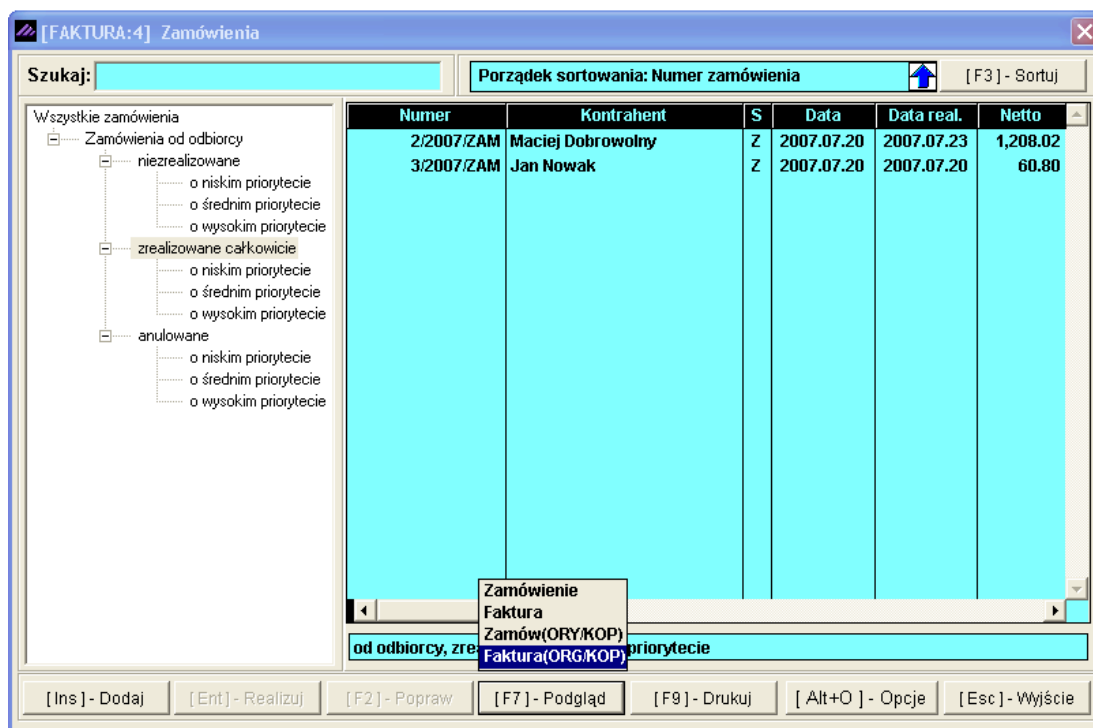 [FAKTURA:4] Zamówienia
Szukaj:
Porządek sortowania: Numer zamówienia
[F3] - Sortuj
Wszystkie zamówienia
Zamówienia od odbiorcy
niezrealizowane
o niskim priorytecie
o średnim priorytecie
o wysokim priorytecie
zrealizowane całkowicie
o niskim priorytecie
o średnim priorytecie
o wysokim priorytecie
anulowane
o niskim priorytecie
o średnim priorytecie
o wysokim priorytecie
Numer Kontrahent S Data Data real. Netto
2/2007/ZAM Maciej Dobrowolny Z 2007.07.20 2007.07.23 1,208.02
3/2007/ZAM Jan Nowak Z 2007.07.20 2007.07.20 60.80
Zamówienie
Faktura
Zamów(ORY/KOP)
Faktura(ORG/KOP)
od odbiorcy, priorytecie
[Ins] - Dodaj [Ent] - Realizuj [F2] - Popraw [F7] - Podgląd [F9] - Drukuj [Alt+O] - Opcje [Esc] - Wyjście